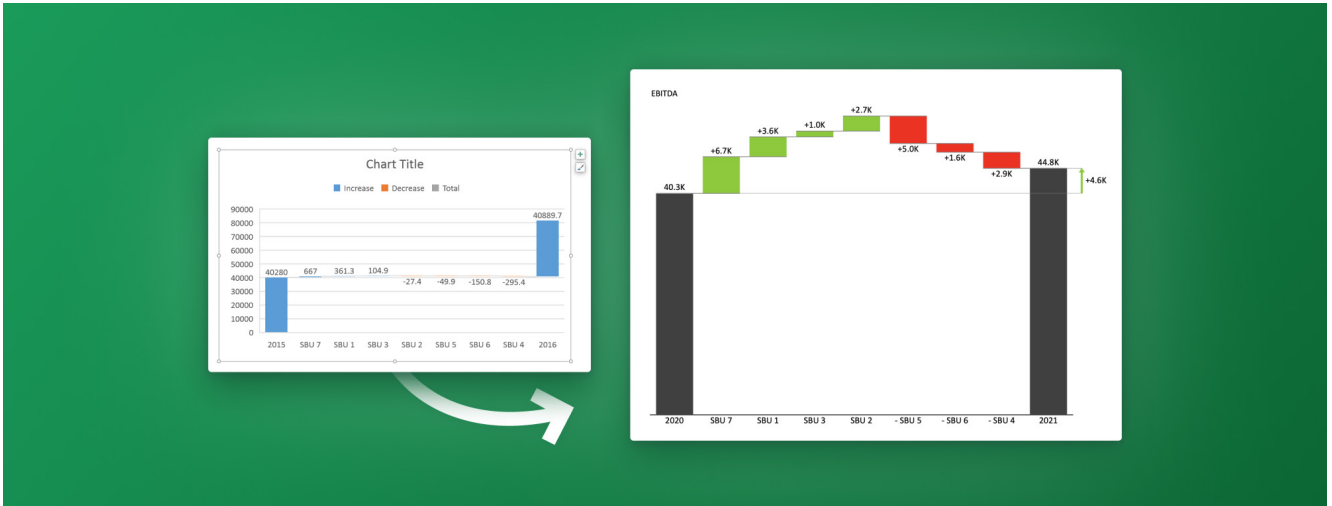 Chart Title
Increase Decrease Total
90000
80000
70000
60000
50000
40000
30000
20000
10000
0
40280 667 361.3 104.9 -27.4 -49.9 -150.8 -295.4 40889.7
2015 SBU 7 SBU 1 SBU 3 SBU 2 SBU 5 SBU 6 SBU 4 2016
EBITDA
40.3K +6.7K +3.6K +1.0K +2.7K +5.0K +1.6K +2.9K 44.8K +4.6K
2020 SBU 7 SBU 1 SBU 3 SBU 2 - SBU 5 - SBU 6 - SBU 4 2021